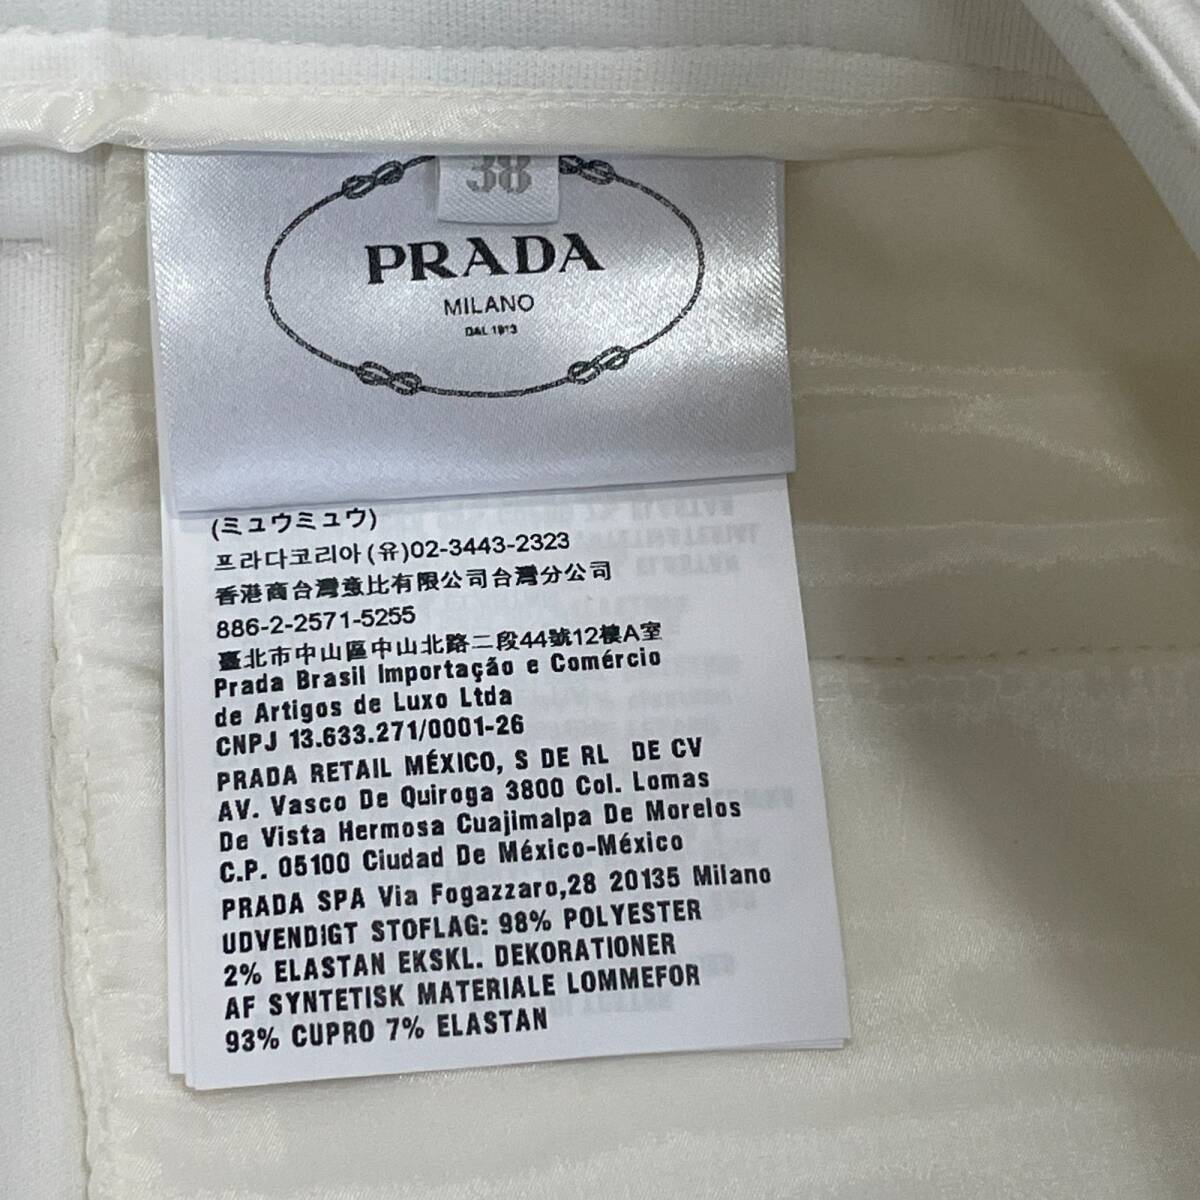 38
PRADA
MILANO
DAL 1913
(ミュウミュウ)
프라다코리아(유)02-3443-2323
香港商台灣意比有限公司台灣分公司
886-2-2571-5255
臺北市中山區中山北路二段44號12樓A室
Prada Brasil Importação e Comércio
de Artigos de Luxo Ltda
CNPJ 13.633.271/0001-26
PRADA RETAIL MÉXICO, S DE RL DE CV
AV. Vasco De Quiroga 3800 Col. Lomas
De Vista Hermosa Cuajimalpa De Morelos
C.P. 05100 Ciudad De México-México
PRADA SPA Via Fogazzaro,28 20135 Milano
UDVENDIGT STOFLAG: 98% POLYESTER
2% ELASTAN EKSKL. DEKORATIONER
AF SYNTETISK MATERIALE LOMMEFOR
93% CUPRO 7% ELASTAN